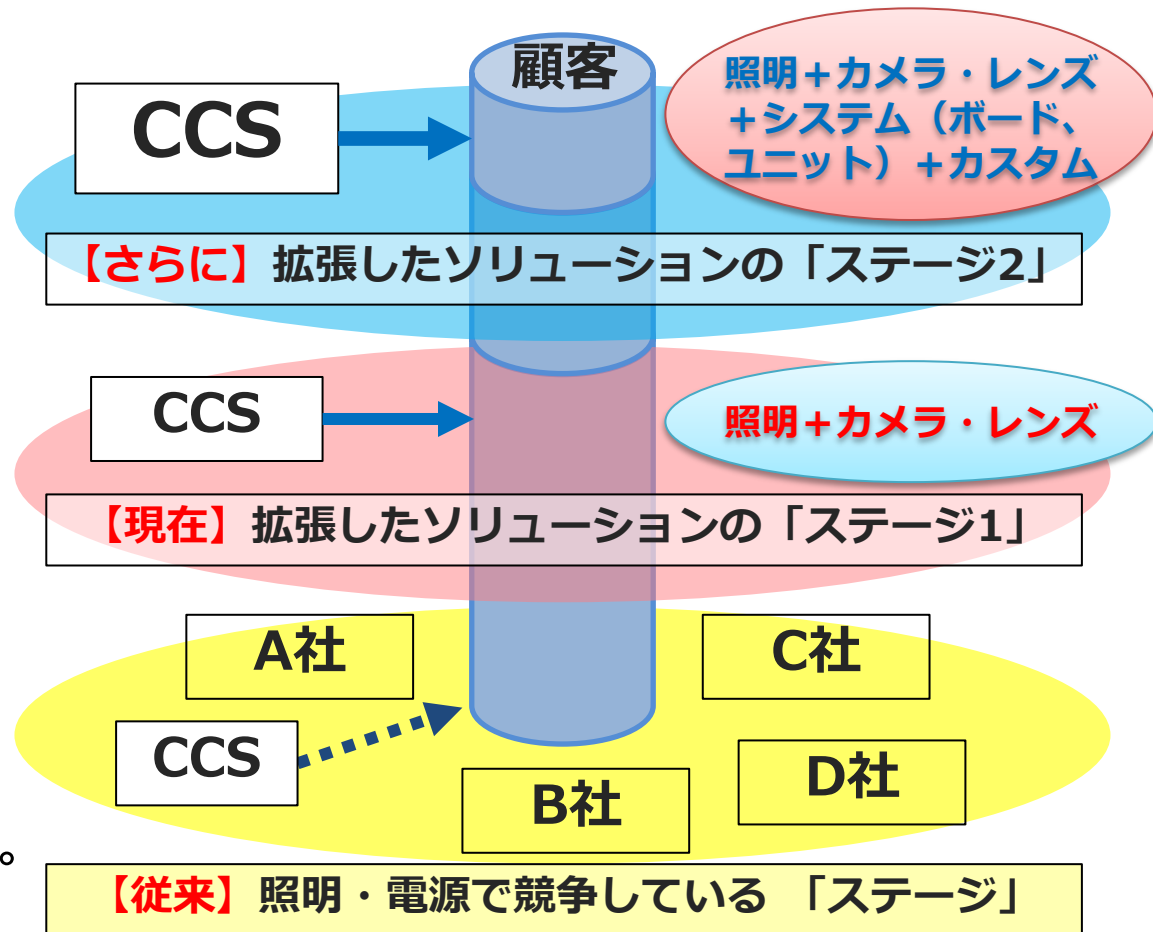 顧客
CCS
照明＋カメラ・レンズ
＋システム（ボード、
ユニット）＋カスタム
【さらに】拡張したソリューションの「ステージ2」
CCS
照明＋カメラ・レンズ
【現在】拡張したソリューションの「ステージ1」
A社
C社
CCS
B社
D社
。
【従来】照明・電源で競争している 「ステージ」